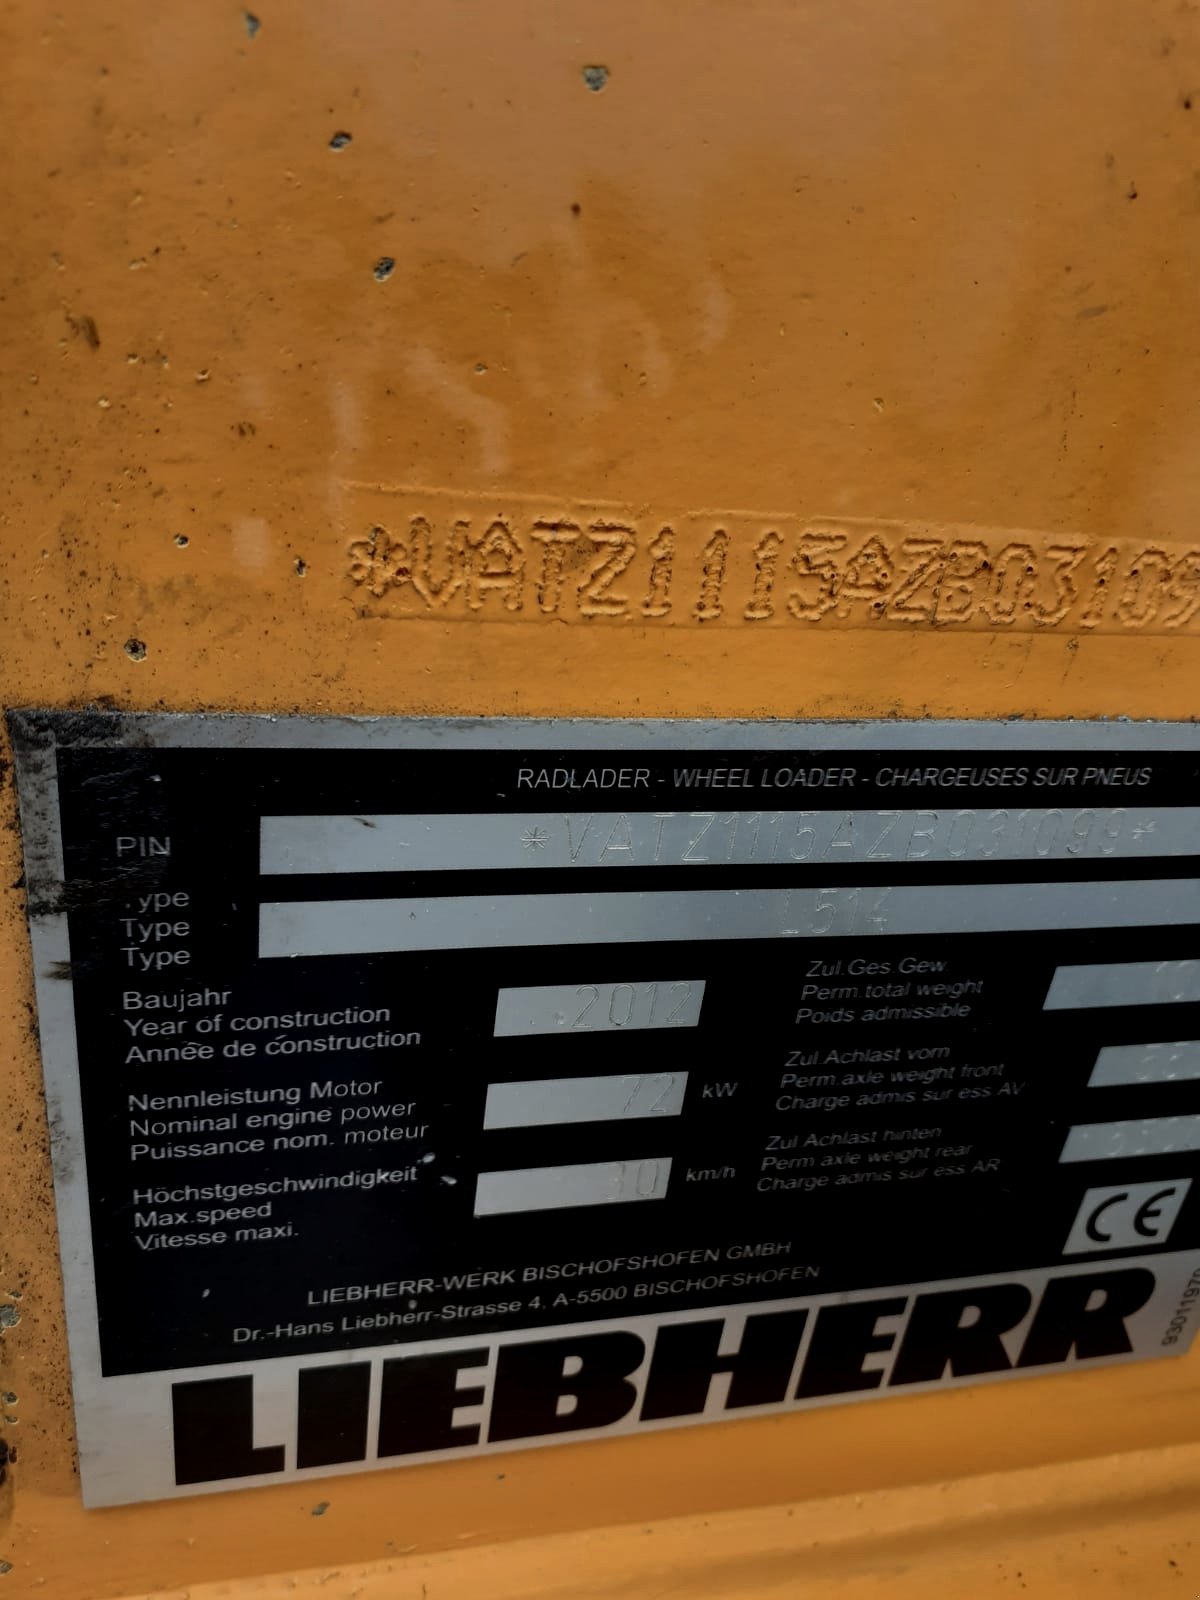 *VATZ1115AZB03109
RADLADER - WHEEL LOADER - CHARGEUSES SUR PNEUS
PIN *VATZ1115AZB031099*
Type L514
Type
Baujahr
Year of construction 2012
Année de construction
Zul.Ges.Gew.
Perm.total weight
Poids admissible
Nennleistung Motor
Nominal engine power 72 kW
Puissance nom. moteur
Zul.Achlast vorn
Perm.axle weight front
Charge admis sur ess AV
Höchstgeschwindigkeit
Max.speed 30 km/h
Vitesse maxi.
Zul Achlast hinten
Perm axle weight rear
Charge admis sur ess AR
CE
LIEBHERR-WERK BISCHOFSHOFEN GMBH
Dr.-Hans Liebherr-Strasse 4, A-5500 BISCHOFSHOFEN
LIEBHERR
93011970